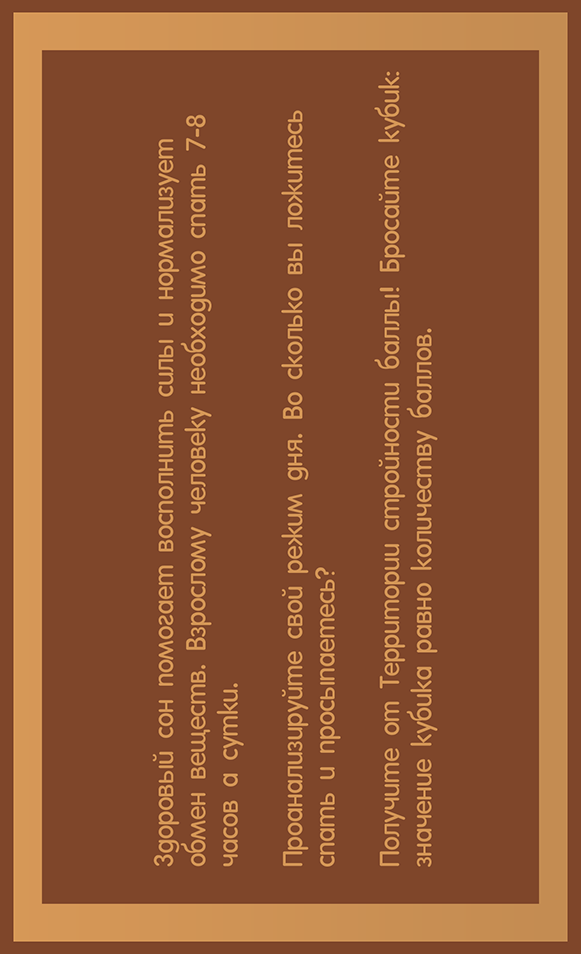 Здоровый сон помогает восполнить силы и нормализует
обмен веществ. Взрослому человеку необходимо спать 7-8
часов а сутки.
Проанализируйте свой режим дня. Во сколько вы ложитесь
спать и просыпаетесь?
Получите от Территории стройности баллы! Бросайте кубик:
значение кубика равно количеству баллов.